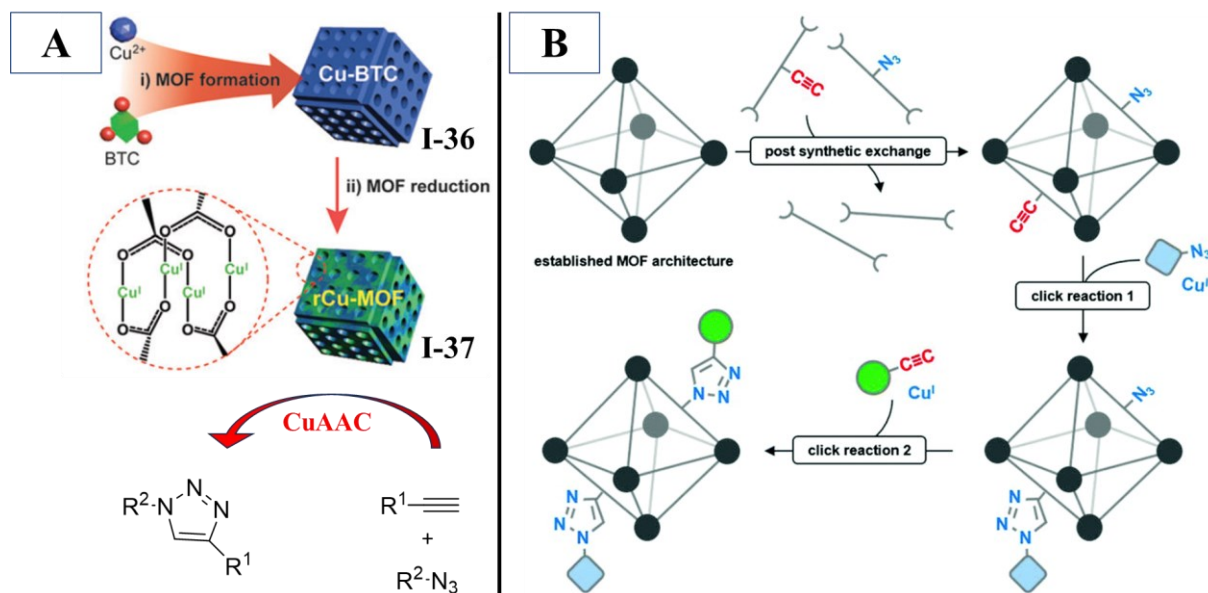 A
Cu²⁺
i) MOF formation
BTC
Cu-BTC
I-36
ii) MOF reduction
O
O
O
O
Cuᴵ
Cuᴵ
Cuᴵ
Cuᴵ
O
O
O
O
rCu-MOF
I-37
CuAAC
R²-N
N
N
R¹
R¹
+
R²-N₃
B
C≡C
N₃
post synthetic exchange
N₃
C≡C
established MOF architecture
N₃
Cuᴵ
click reaction 1
N₃
N
N
N
C≡C
Cuᴵ
click reaction 2
N
N
N
N
N
N